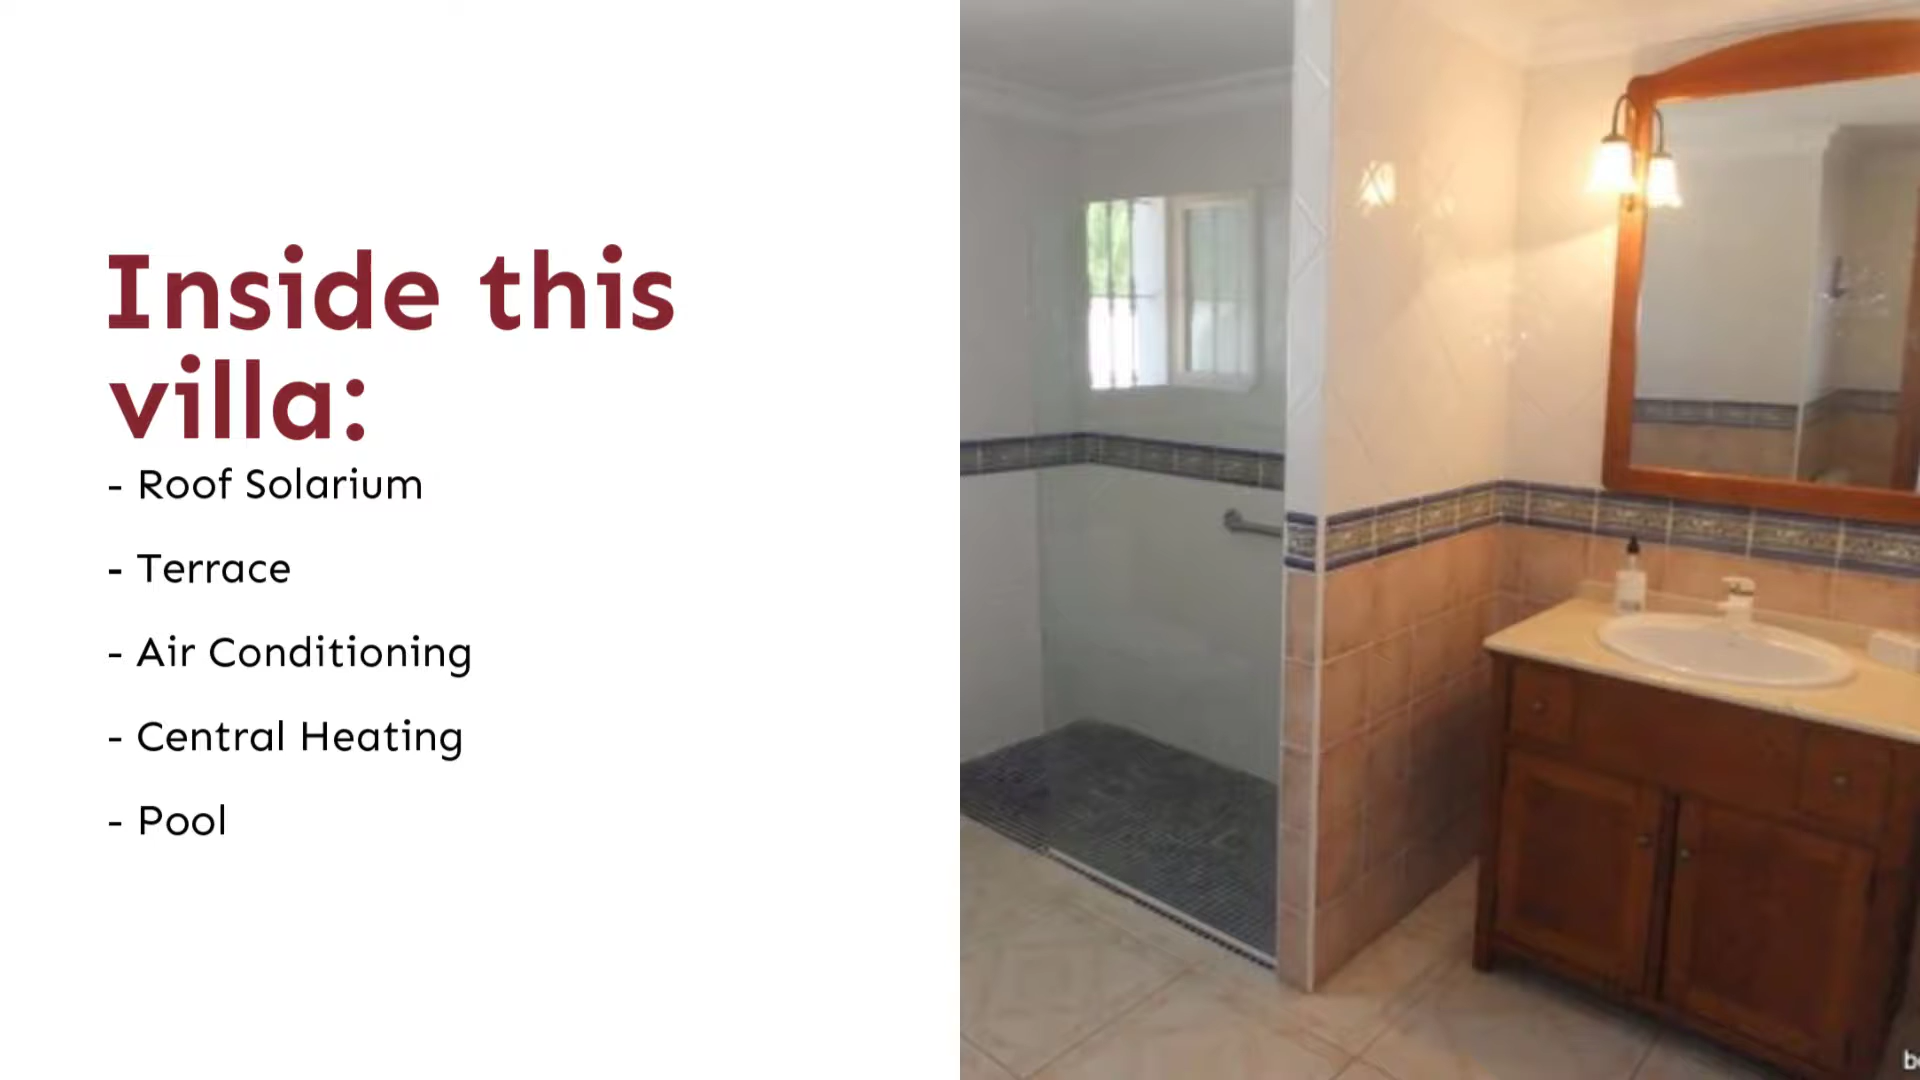 Inside this
villa:
- Roof Solarium
- Terrace
- Air Conditioning
- Central Heating
- Pool